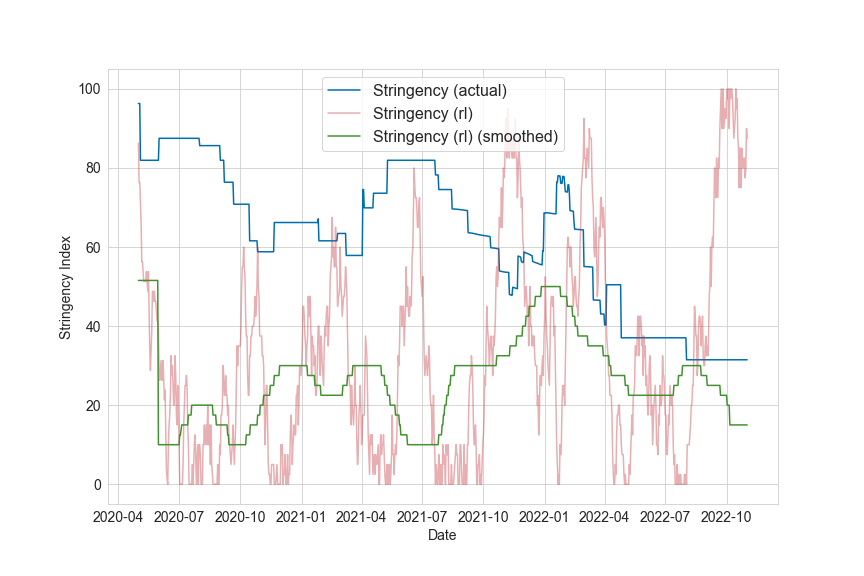 Stringency (actual)
Stringency (rl)
Stringency (rl) (smoothed)
100
80
60
40
20
0
Stringency Index
2020-04 2020-07 2020-10 2021-01 2021-04 2021-07 2021-10 2022-01 2022-04 2022-07 2022-10
Date